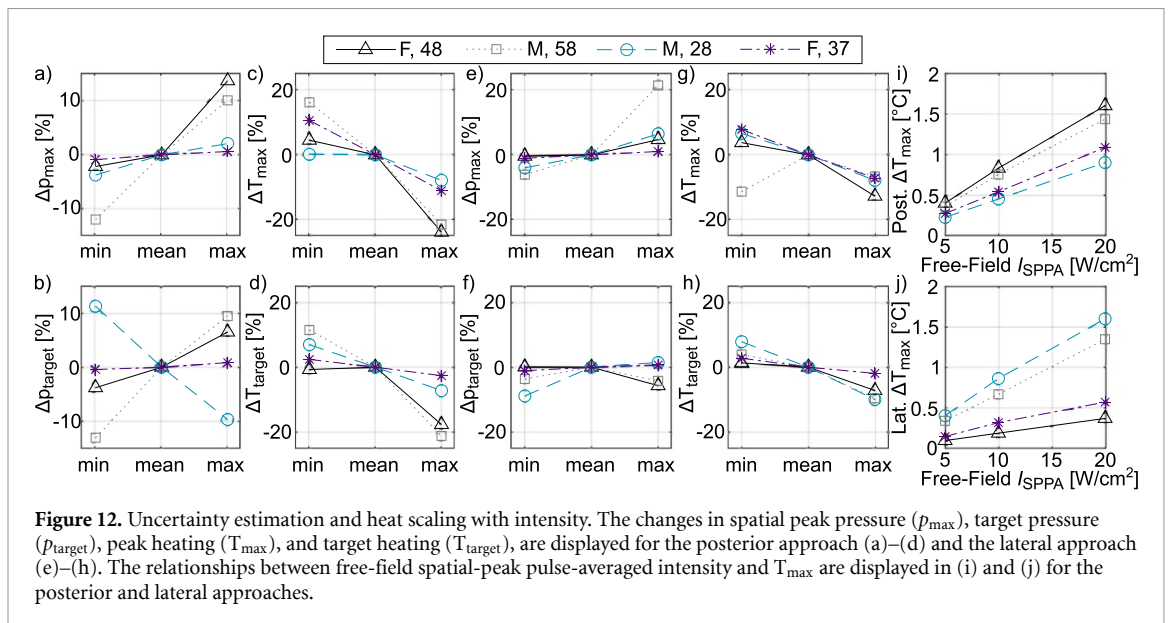 F, 48 M, 58 M, 28 F, 37
a) c) e) g) i)
Δp_max [%]
10
0
-10
min mean max
ΔT_max [%]
20
0
-20
min mean max
Δp_max [%]
20
0
-20
min mean max
ΔT_max [%]
20
0
-20
min mean max
Post. ΔT_max [°C]
2
1.5
1
0.5
0
5 10 15 20
Free-Field I_SPPA [W/cm²]
b) d) f) h) j)
Δp_target [%]
10
0
-10
min mean max
ΔT_target [%]
20
0
-20
min mean max
Δp_target [%]
20
0
-20
min mean max
ΔT_target [%]
20
0
-20
min mean max
Lat. ΔT_max [°C]
2
1.5
1
0.5
0
5 10 15 20
Free-Field I_SPPA [W/cm²]
Figure 12. Uncertainty estimation and heat scaling with intensity. The changes in spatial peak pressure (p_max), target pressure
(p_target), peak heating (T_max), and target heating (T_target), are displayed for the posterior approach (a)–(d) and the lateral approach
(e)–(h). The relationships between free-field spatial-peak pulse-averaged intensity and T_max are displayed in (i) and (j) for the
posterior and lateral approaches.